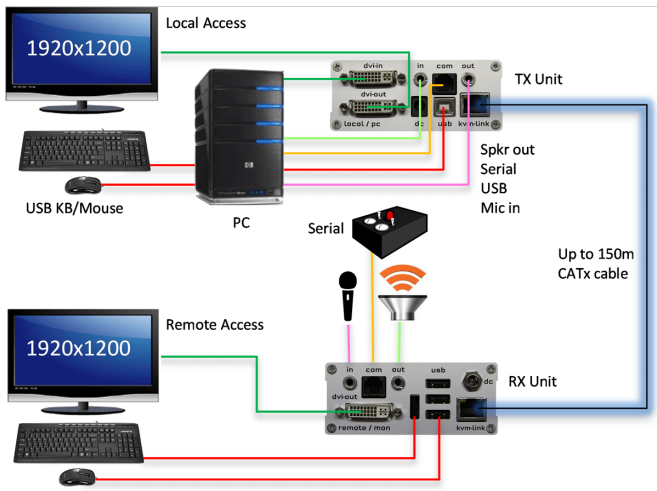 Local Access
1920x1200
dvi-in
in
com
out
TX Unit
dvi-out
local / pc
dc
usb
kvm-link
Spkr out
Serial
USB
Mic in
USB KB/Mouse
PC
Serial
Up to 150m
CATx cable
Remote Access
1920x1200
in
com
out
usb
dc
RX Unit
dvi-out
remote / mon
kvm-link